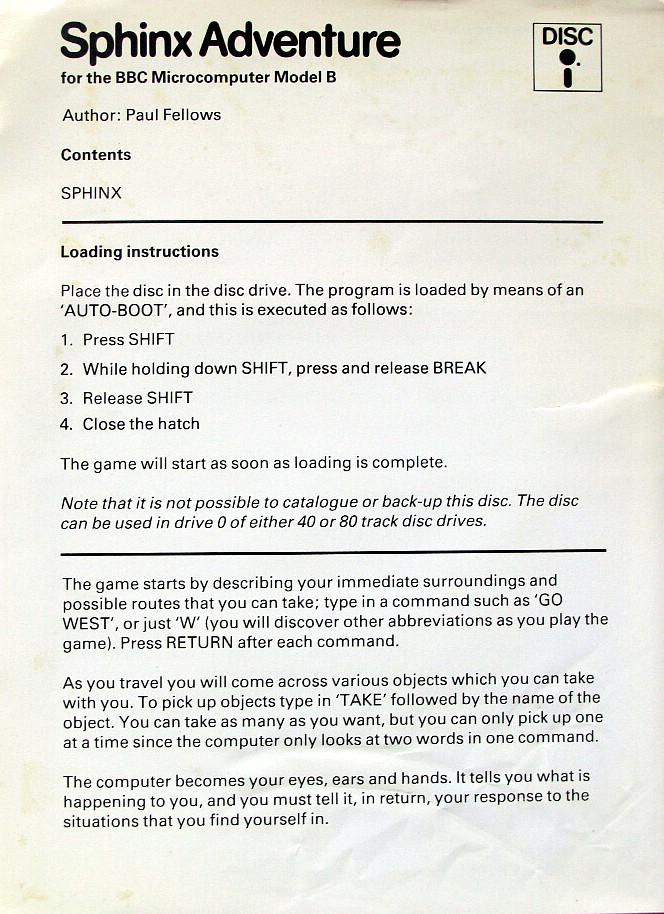 Sphinx Adventure
DISC
for the BBC Microcomputer Model B
Author: Paul Fellows
Contents
SPHINX
Loading instructions
Place the disc in the disc drive. The program is loaded by means of an
‘AUTO-BOOT’, and this is executed as follows:
1. Press SHIFT
2. While holding down SHIFT, press and release BREAK
3. Release SHIFT
4. Close the hatch
The game will start as soon as loading is complete.
Note that it is not possible to catalogue or back-up this disc. The disc
can be used in drive 0 of either 40 or 80 track disc drives.
The game starts by describing your immediate surroundings and
possible routes that you can take; type in a command such as ‘GO
WEST’, or just ‘W’ (you will discover other abbreviations as you play the
game). Press RETURN after each command.
As you travel you will come across various objects which you can take
with you. To pick up objects type in ‘TAKE’ followed by the name of the
object. You can take as many as you want, but you can only pick up one
at a time since the computer only looks at two words in one command.
The computer becomes your eyes, ears and hands. It tells you what is
happening to you, and you must tell it, in return, your response to the
situations that you find yourself in.